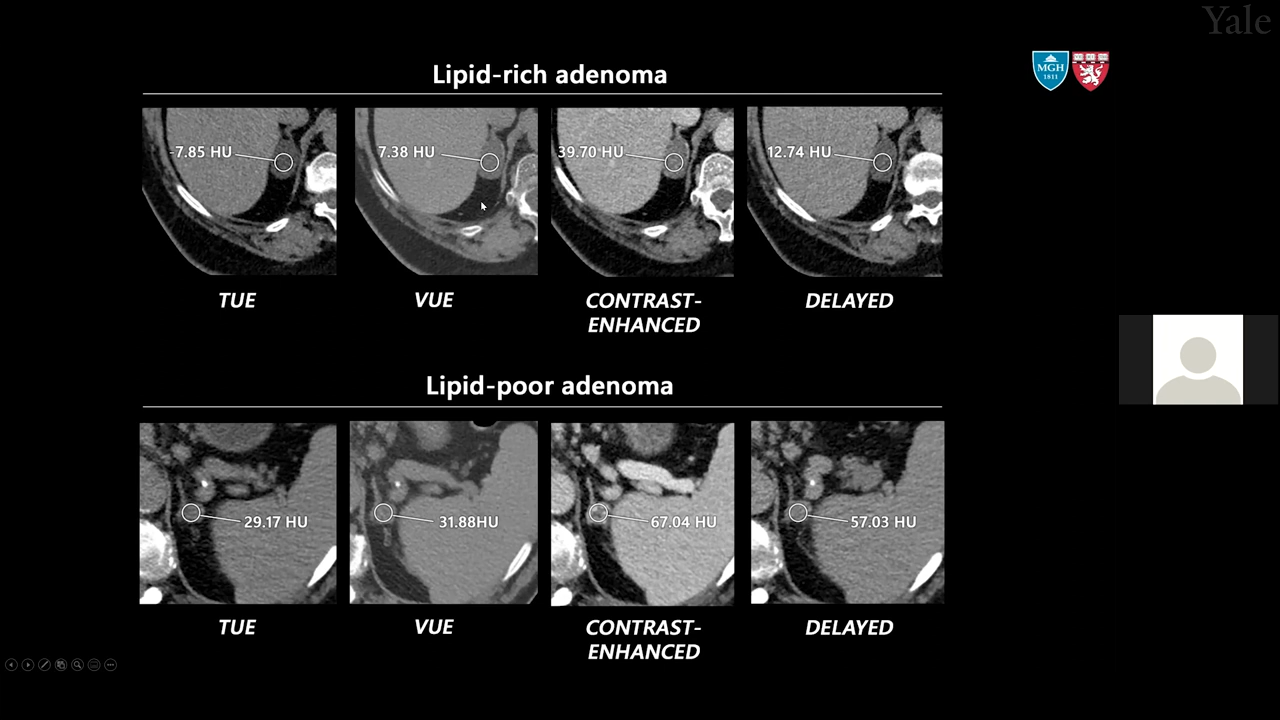 Yale
MGH
1811
Lipid-rich adenoma
-7.85 HU
7.38 HU
39.70 HU
12.74 HU
TUE
VUE
CONTRAST-
ENHANCED
DELAYED
Lipid-poor adenoma
29.17 HU
31.88HU
67.04 HU
57.03 HU
TUE
VUE
CONTRAST-
ENHANCED
DELAYED